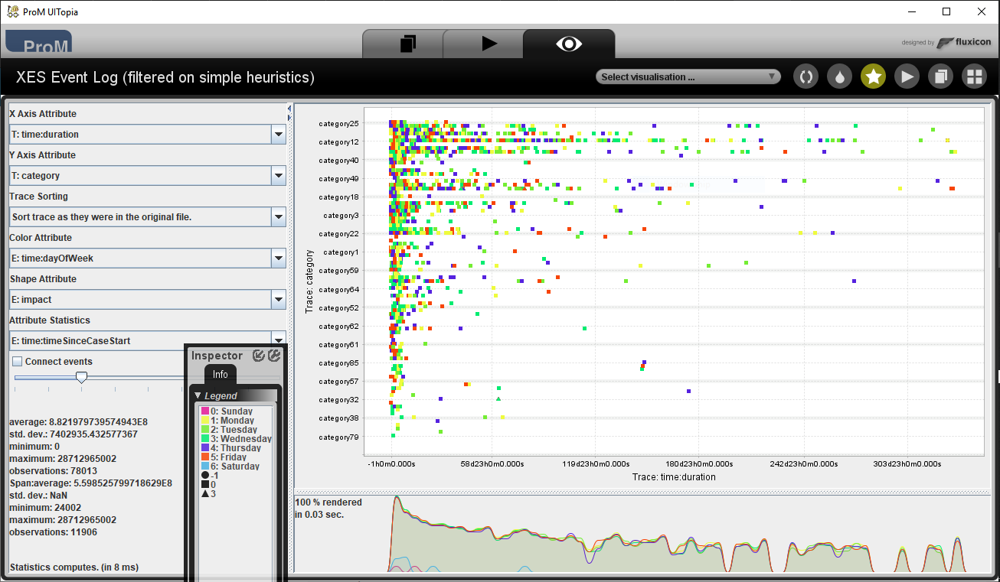 ProM UITopia
ProM
designed by fluxicon
XES Event Log (filtered on simple heuristics)
Select visualisation ...
X Axis Attribute
T: time:duration
Y Axis Attribute
T: category
Trace Sorting
Sort trace as they were in the original file.
Color Attribute
E: time:dayOfWeek
Shape Attribute
E: impact
Attribute Statistics
E: time:timeSinceCaseStart
Connect events
average: 8.821979739574943E8
std. dev.: 7402935.432577367
minimum: 0
maximum: 28712965002
observations: 78013
Span:average: 5.598525799718629E8
std. dev.: NaN
minimum: 24002
maximum: 28712965002
observations: 11906
Statistics computes. (in 8 ms)
Inspector
Info
Legend
0: Sunday
1: Monday
2: Tuesday
3: Wednesday
4: Thursday
5: Friday
6: Saturday
-1
0
3
Trace: category
category25
category12
category40
category49
category18
category3
category22
category1
category59
category64
category52
category62
category61
category85
category57
category32
category38
category79
-1h0m0.000s
58d23h0m0.000s
119d23h0m0.000s
180d23h0m0.000s
242d23h0m0.000s
303d23h0m0.000s
Trace: time:duration
100 % rendered
in 0.03 sec.